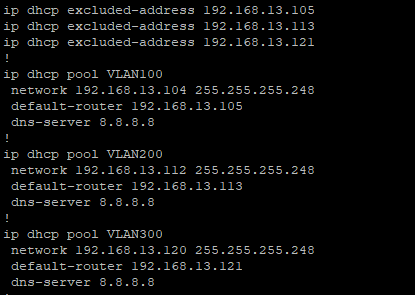 ip dhcp excluded-address 192.168.13.105
ip dhcp excluded-address 192.168.13.113
ip dhcp excluded-address 192.168.13.121
!
ip dhcp pool VLAN100
 network 192.168.13.104 255.255.255.248
 default-router 192.168.13.105
 dns-server 8.8.8.8
!
ip dhcp pool VLAN200
 network 192.168.13.112 255.255.255.248
 default-router 192.168.13.113
 dns-server 8.8.8.8
!
ip dhcp pool VLAN300
 network 192.168.13.120 255.255.255.248
 default-router 192.168.13.121
 dns-server 8.8.8.8
!